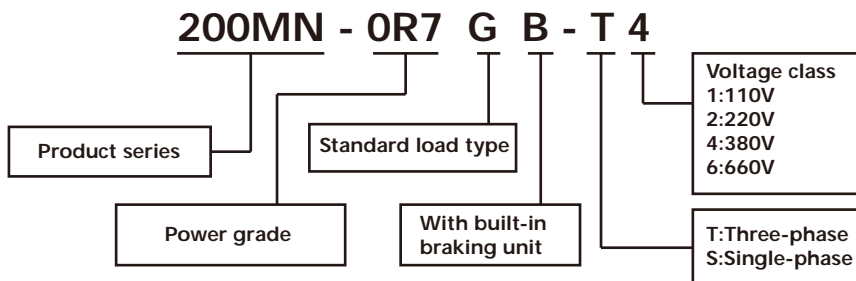 200MN - 0R7 G B - T 4
Voltage class
1:110V
2:220V
4:380V
6:660V
Product series
Standard load type
Power grade
With built-in
braking unit
T:Three-phase
S:Single-phase